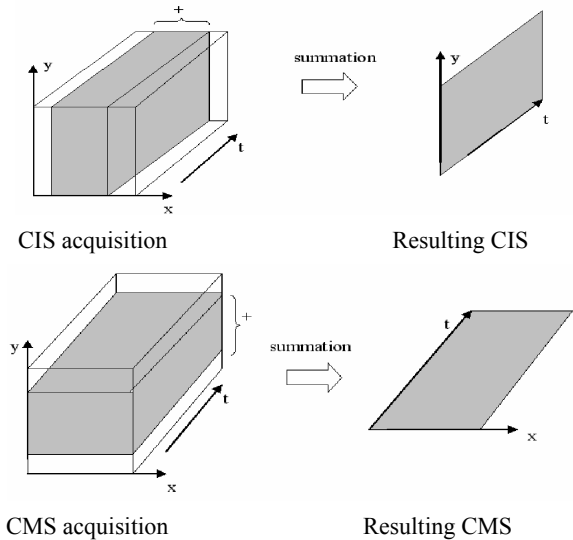 +
y
summation
y
t
x
t
CIS acquisition
Resulting CIS
+
y
summation
t
t
x
x
CMS acquisition
Resulting CMS